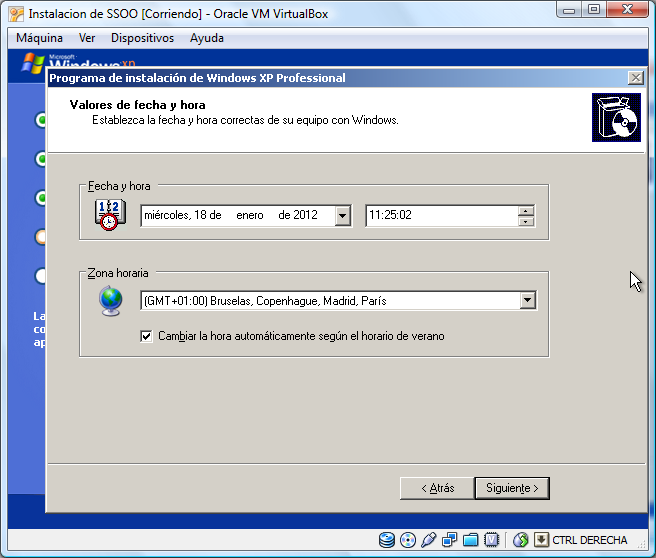 Instalacion de SSOO [Corriendo] - Oracle VM VirtualBox
Máquina Ver Dispositivos Ayuda
Microsoft
Windows xp
Programa de instalación de Windows XP Professional
Valores de fecha y hora
Establezca la fecha y hora correctas de su equipo con Windows.
Fecha y hora
miércoles, 18 de enero de 2012 11:25:02
Zona horaria
(GMT+01:00) Bruselas, Copenhague, Madrid, París
Cambiar la hora automáticamente según el horario de verano
La
co
ap
< Atrás Siguiente >
CTRL DERECHA